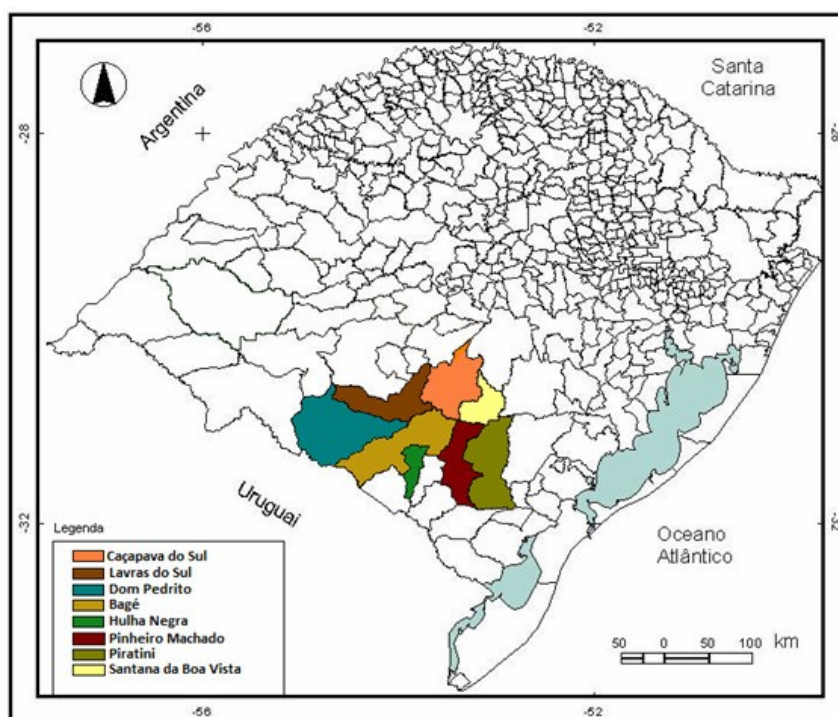 -56
-52
Santa
Catarina
Argentina
-28
-28
Uruguai
-32
-32
Oceano
Atlântico
Legenda
Caçapava do Sul
Lavras do Sul
Dom Pedrito
Bagé
Hulha Negra
Pinheiro Machado
Piratini
Santana da Boa Vista
50 0 50 100 km
-56
-52